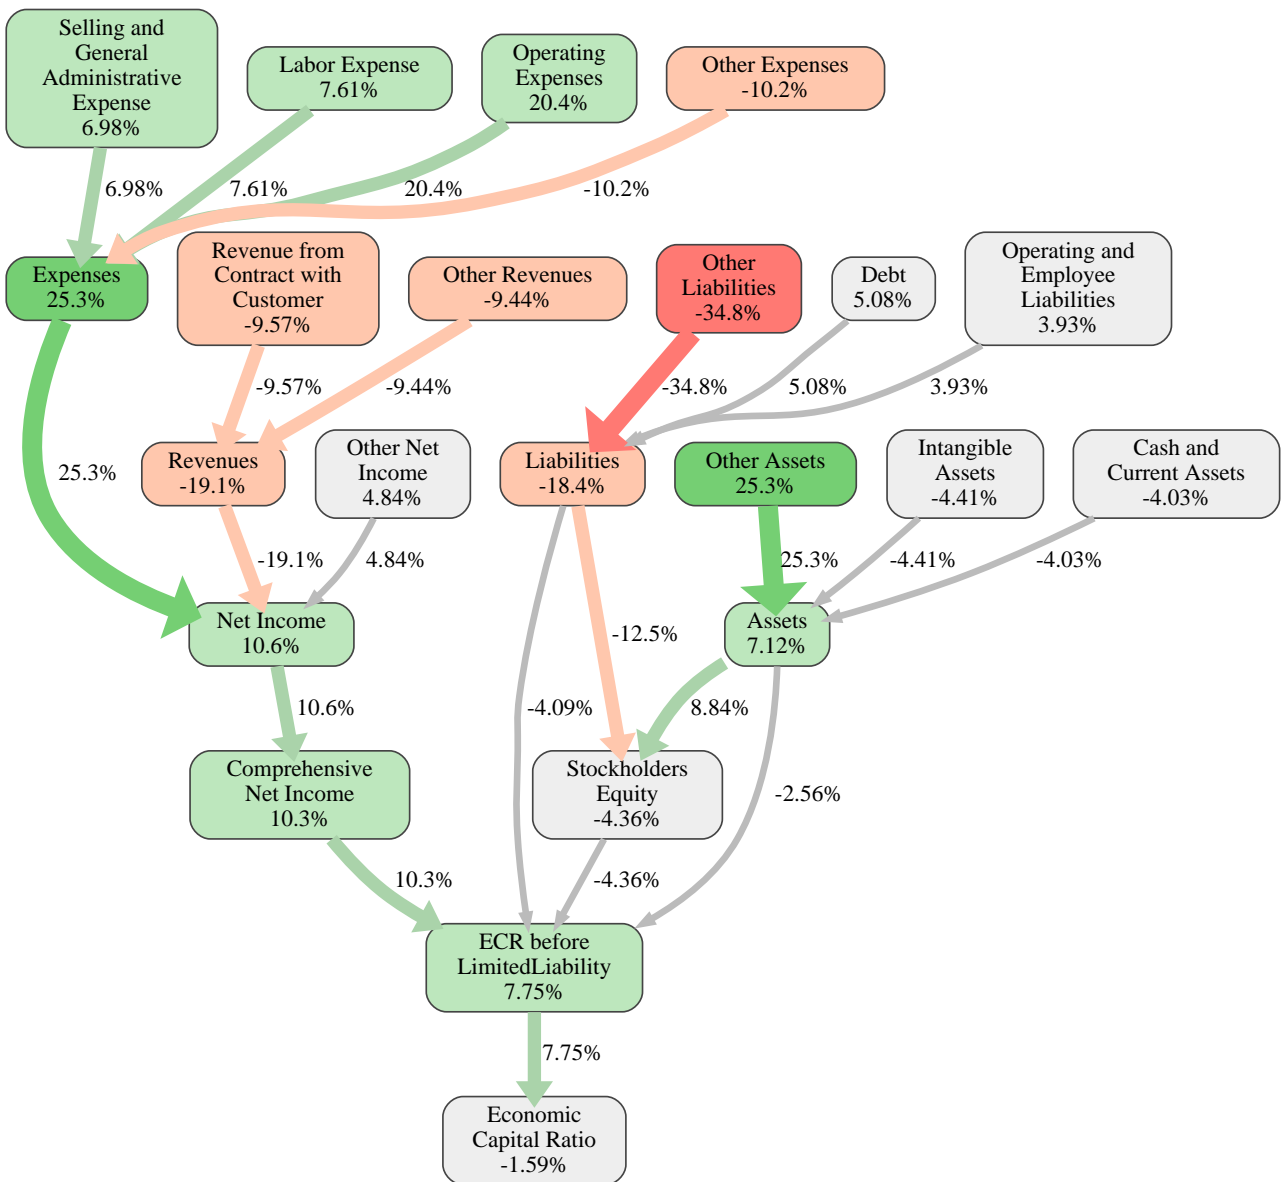 Selling and
General
Administrative
Expense
6.98%
Labor Expense
7.61%
Operating
Expenses
20.4%
Other Expenses
-10.2%
6.98%
7.61%
20.4%
-10.2%
Expenses
25.3%
Revenue from
Contract with
Customer
-9.57%
Other Revenues
-9.44%
Other
Liabilities
-34.8%
Debt
5.08%
Operating and
Employee
Liabilities
3.93%
-9.57%
-9.44%
-34.8%
5.08%
3.93%
25.3%
Revenues
-19.1%
Other Net
Income
4.84%
Liabilities
-18.4%
Other Assets
25.3%
Intangible
Assets
-4.41%
Cash and
Current Assets
-4.03%
-19.1%
4.84%
25.3%
-4.41%
-4.03%
Net Income
10.6%
-12.5%
Assets
7.12%
10.6%
-4.09%
8.84%
Comprehensive
Net Income
10.3%
Stockholders
Equity
-4.36%
-2.56%
10.3%
-4.36%
ECR before
LimitedLiability
7.75%
7.75%
Economic
Capital Ratio
-1.59%